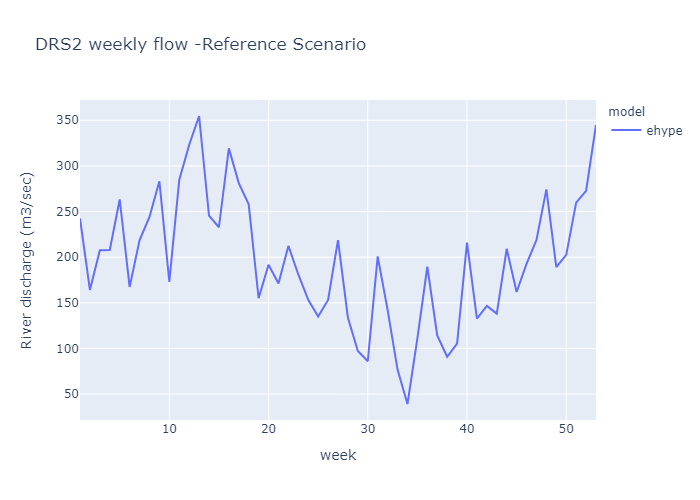 DRS2 weekly flow -Reference Scenario
model
ehype
River discharge (m3/sec)
350
300
250
200
150
100
50
10
20
30
40
50
week